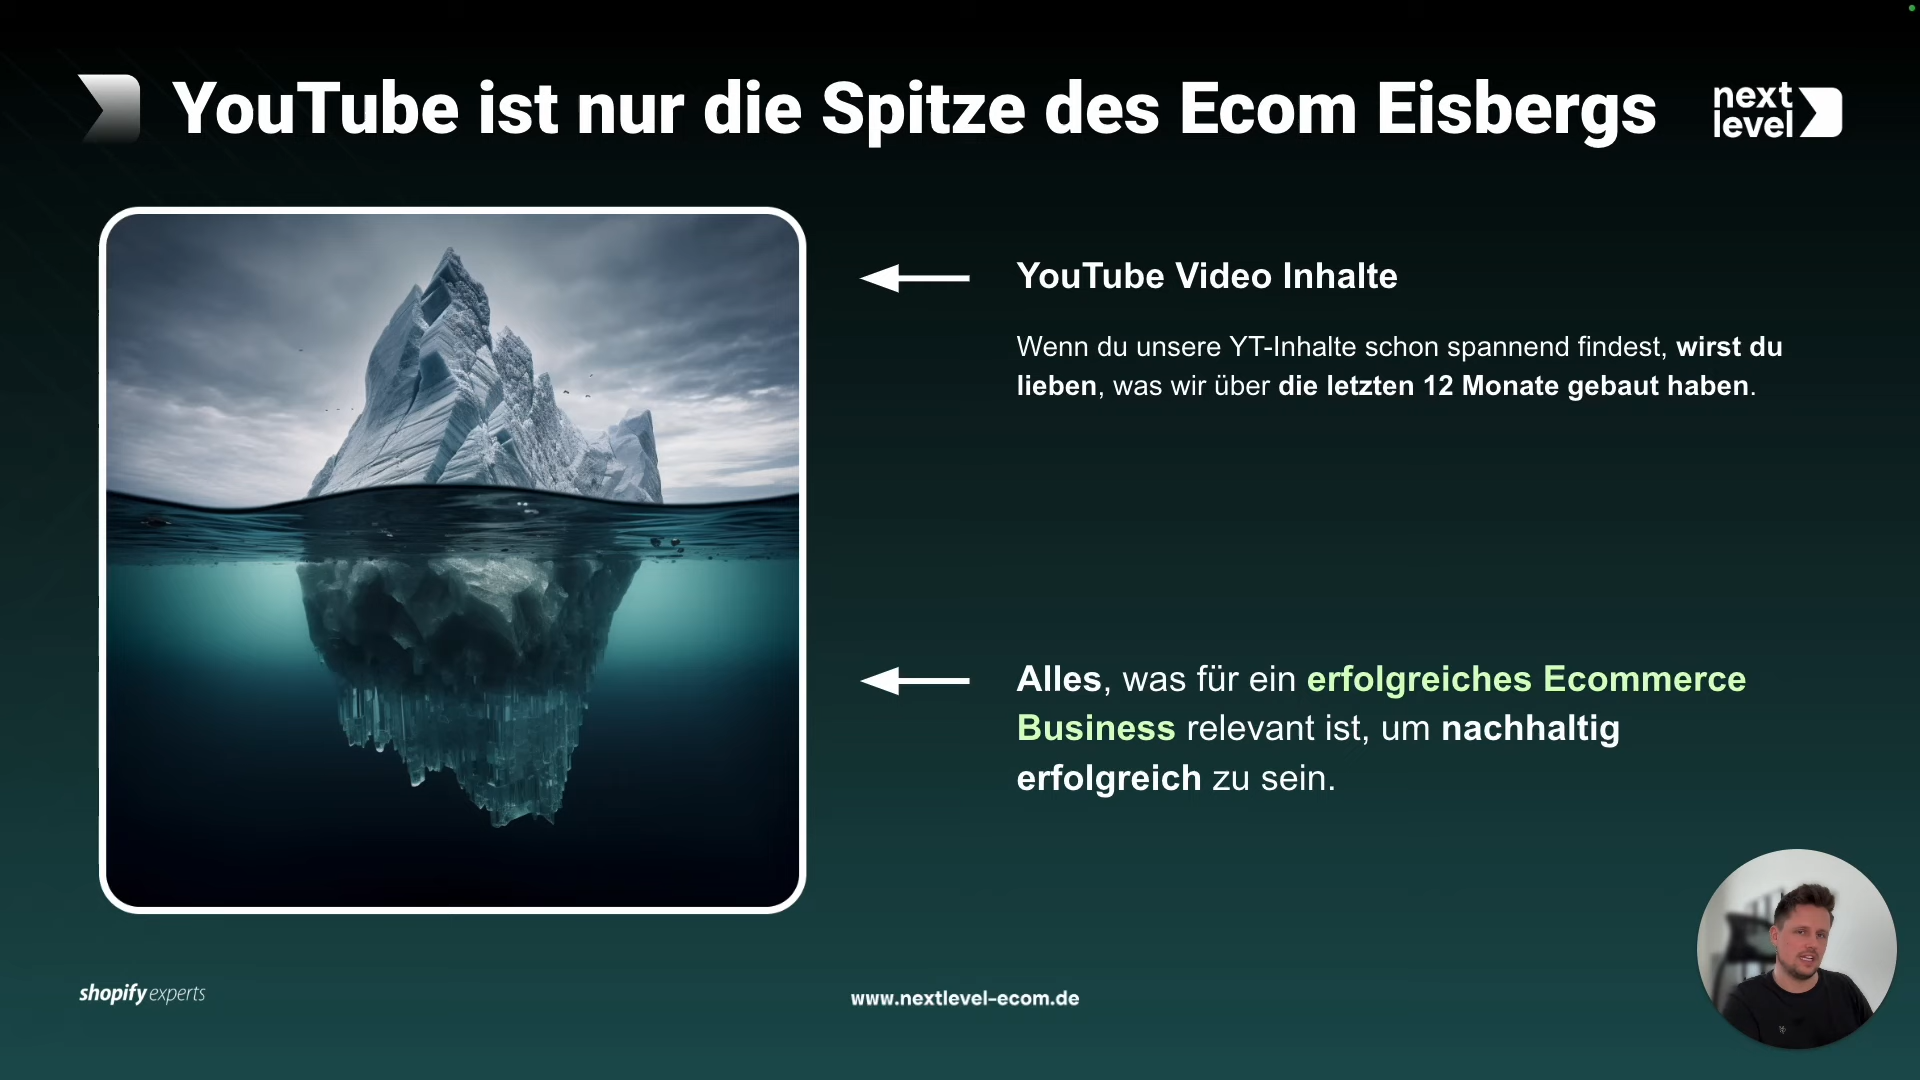 YouTube ist nur die Spitze des Ecom Eisbergs
next
level
YouTube Video Inhalte
Wenn du unsere YT-Inhalte schon spannend findest, wirst du
lieben, was wir über die letzten 12 Monate gebaut haben.
Alles, was für ein erfolgreiches Ecommerce
Business relevant ist, um nachhaltig
erfolgreich zu sein.
shopify experts
www.nextlevel-ecom.de